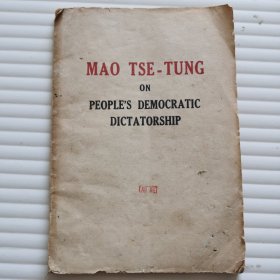 MAO TSE-TUNG
ON
PEOPLE'S DEMOCRATIC
DICTATORSHIP